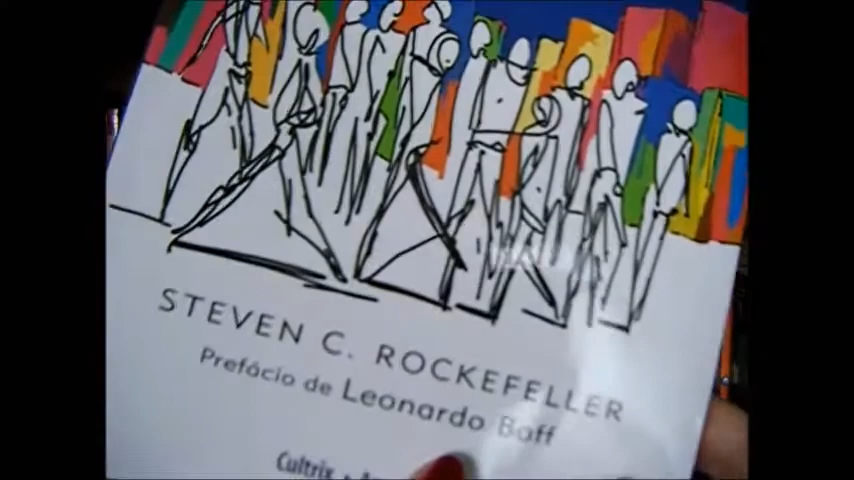 STEVEN C. ROCKEFELLER
Prefácio de Leonardo Boff
Cultrix •